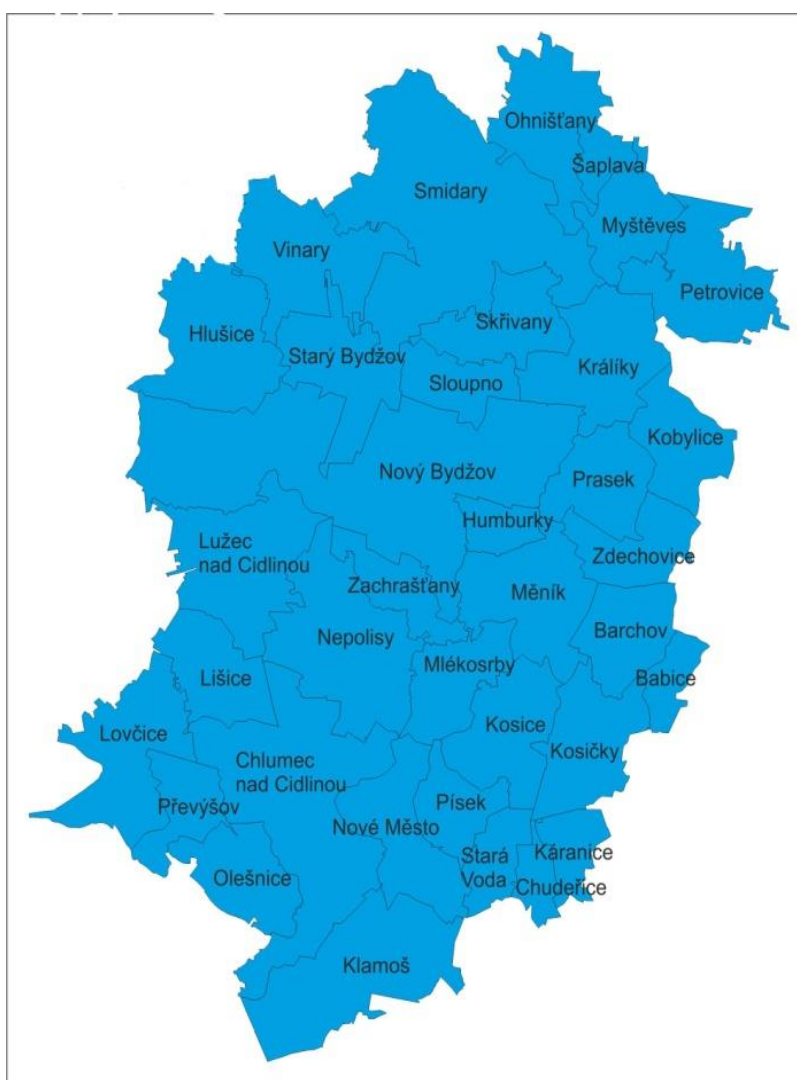 Ohnišťany
Šaplava
Smidary
Myštěves
Vinary
Petrovice
Skřivany
Hlušice
Starý Bydžov
Králíky
Sloupno
Kobylice
Nový Bydžov
Prasek
Humburky
Lužec
nad Cidlinou
Zdechovice
Zachrašťany
Měník
Nepolisy
Barchov
Mlékosrby
Lišice
Babice
Kosice
Lovčice
Kosičky
Chlumec
nad Cidlinou
Převýšov
Písek
Nové Město
Stará
Voda
Káranice
Olešnice
Chudeřice
Klamoš